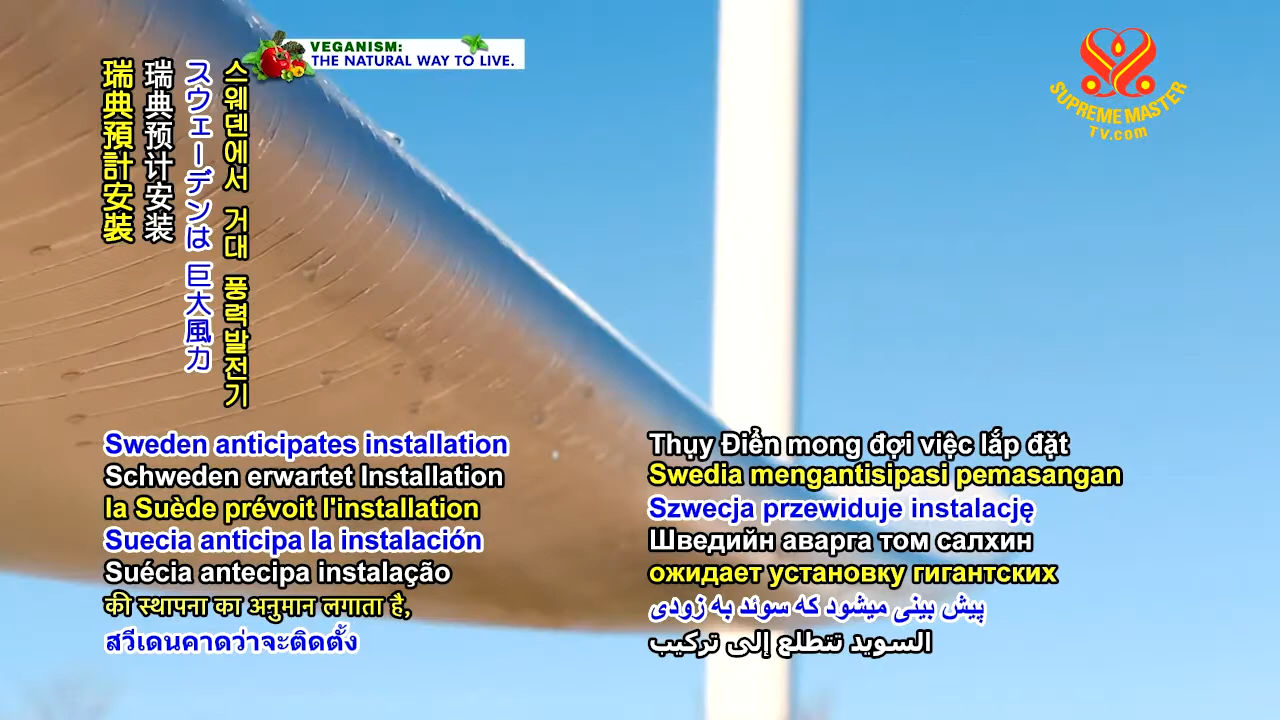 VEGANISM:
THE NATURAL WAY TO LIVE.
SUPREME MASTER
TV.com
瑞典預計安裝
瑞典预计安装
スウェーデンは 巨大風力
스웨덴에서 거대 풍력발전기
Sweden anticipates installation
Schweden erwartet Installation
la Suède prévoit l'installation
Suecia anticipa la instalación
Suécia antecipa instalação
की स्थापना का अनुमान लगाता है,
สวีเดนคาดว่าจะติดตั้ง
Thụy Điển mong đợi việc lắp đặt
Swedia mengantisipasi pemasangan
Szwecja przewiduje instalację
Шведийн аварга том салхин
ожидает установку гигантских
پیش بینی میشود که سوئد به زودی
السويد تتطلع إلى تركيب